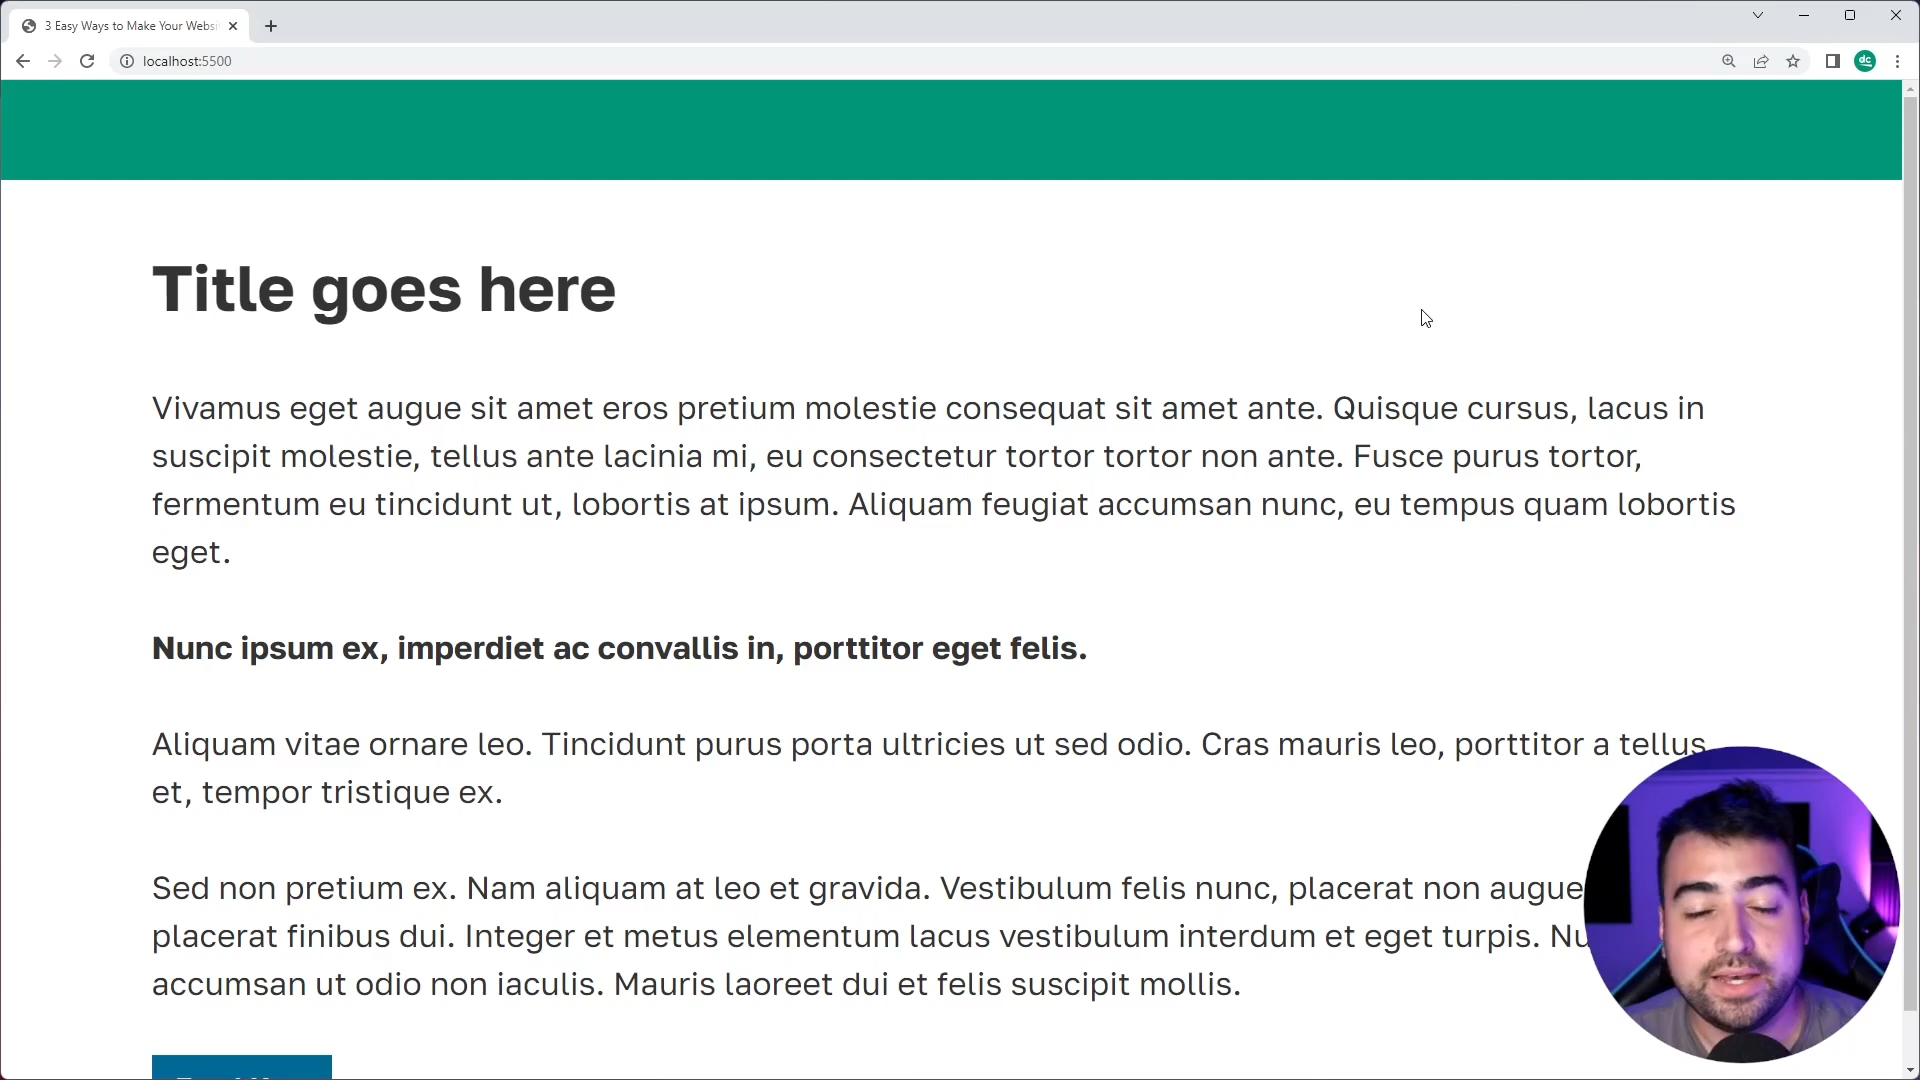 3 Easy Ways to Make Your Websi
localhost:5500
dc
Title goes here
Vivamus eget augue sit amet eros pretium molestie consequat sit amet ante. Quisque cursus, lacus in
suscipit molestie, tellus ante lacinia mi, eu consectetur tortor tortor non ante. Fusce purus tortor,
fermentum eu tincidunt ut, lobortis at ipsum. Aliquam feugiat accumsan nunc, eu tempus quam lobortis
eget.
Nunc ipsum ex, imperdiet ac convallis in, porttitor eget felis.
Aliquam vitae ornare leo. Tincidunt purus porta ultricies ut sed odio. Cras mauris leo, porttitor a tellus
et, tempor tristique ex.
Sed non pretium ex. Nam aliquam at leo et gravida. Vestibulum felis nunc, placerat non augue
placerat finibus dui. Integer et metus elementum lacus vestibulum interdum et eget turpis. Nu
accumsan ut odio non iaculis. Mauris laoreet dui et felis suscipit mollis.